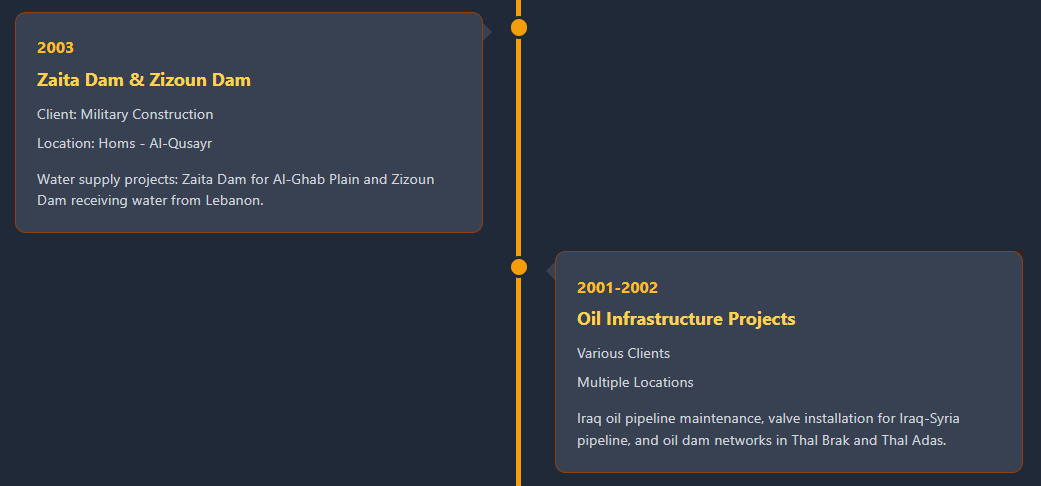 2003
Zaita Dam & Zizoun Dam
Client: Military Construction
Location: Homs - Al-Qusayr
Water supply projects: Zaita Dam for Al-Ghab Plain and Zizoun
Dam receiving water from Lebanon.
2001-2002
Oil Infrastructure Projects
Various Clients
Multiple Locations
Iraq oil pipeline maintenance, valve installation for Iraq-Syria
pipeline, and oil dam networks in Thal Brak and Thal Adas.